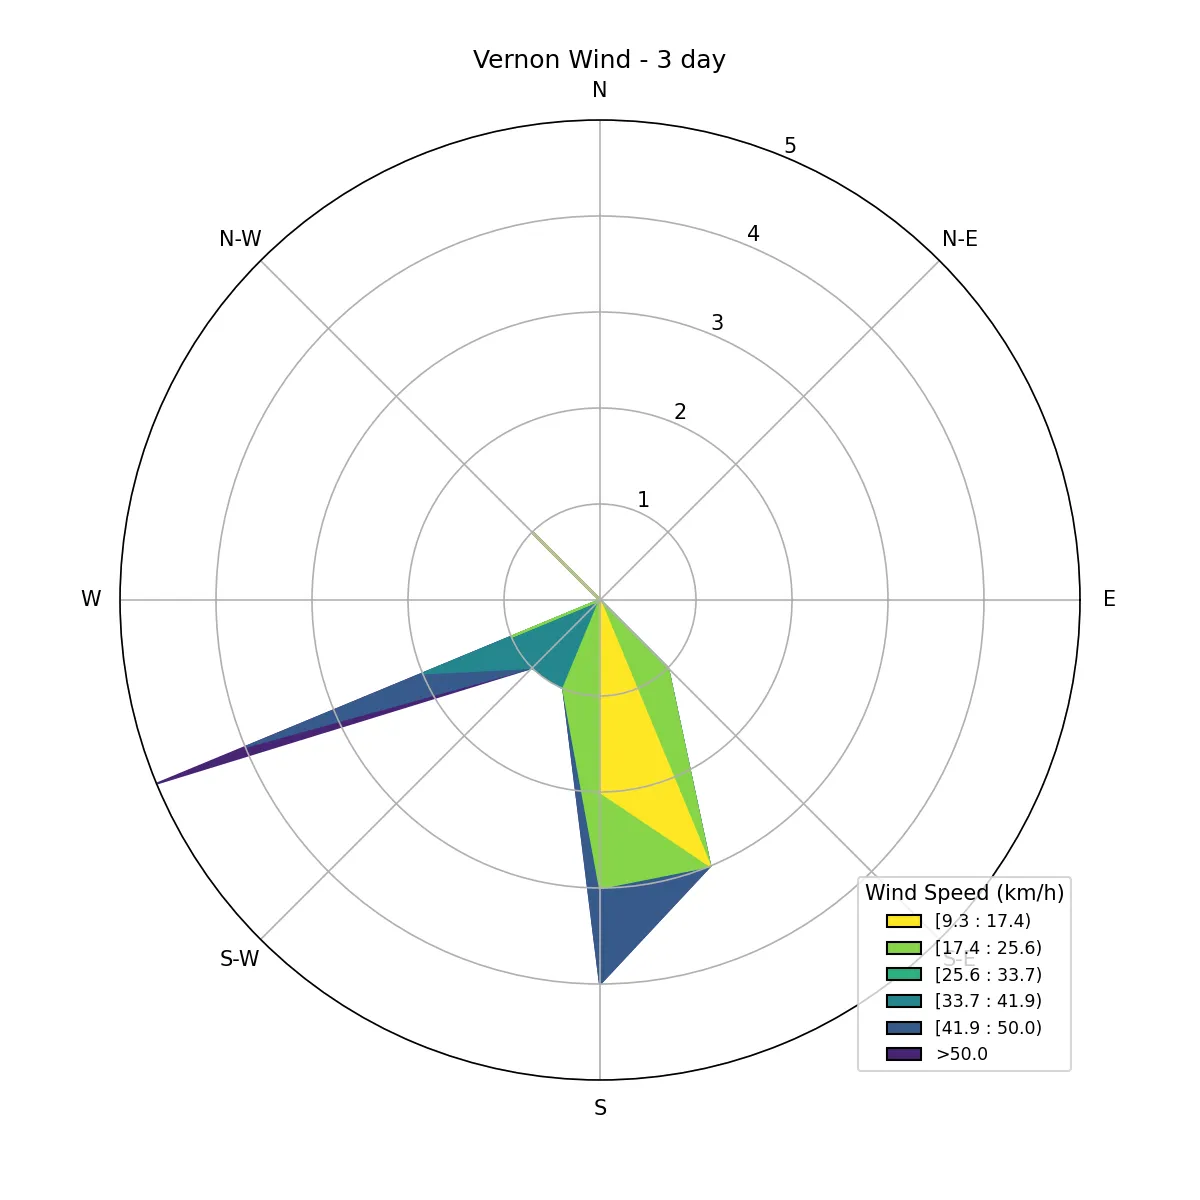 Vernon Wind - 3 day
N
5
N-W
4
N-E
3
2
1
W
E
Wind Speed (km/h)
[9.3 : 17.4)
[17.4 : 25.6)
S-W
S-E
[25.6 : 33.7)
[33.7 : 41.9)
[41.9 : 50.0)
>50.0
S